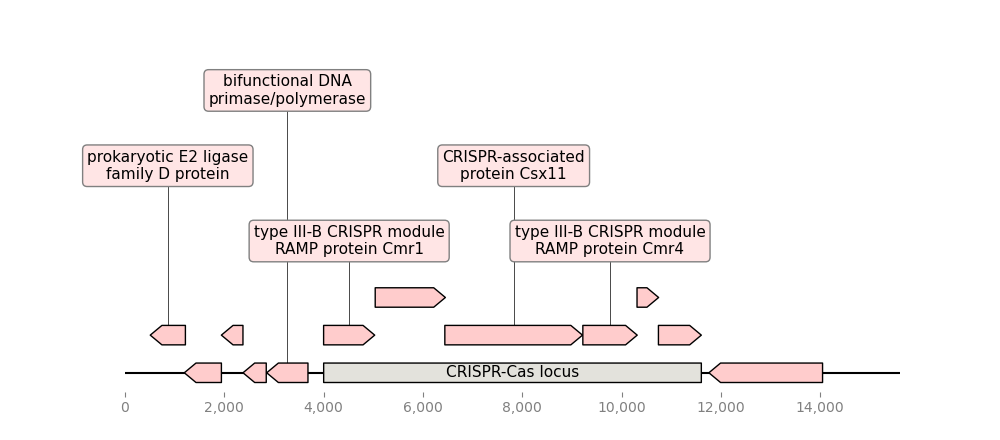 bifunctional DNA
primase/polymerase
prokaryotic E2 ligase
family D protein
CRISPR-associated
protein Csx11
type III-B CRISPR module
RAMP protein Cmr1
type III-B CRISPR module
RAMP protein Cmr4
CRISPR-Cas locus
0 2,000 4,000 6,000 8,000 10,000 12,000 14,000